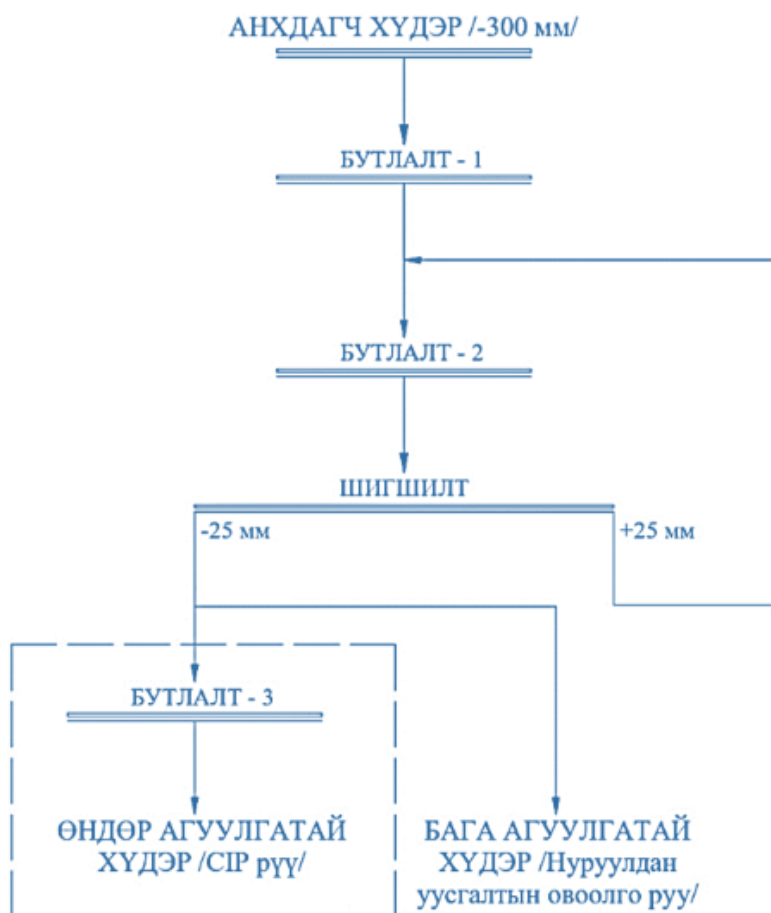 АНХДАГЧ ХҮДЭР /-300 мм/
БУТЛАЛТ - 1
БУТЛАЛТ - 2
ШИГШИЛТ
-25 мм
+25 мм
БУТЛАЛТ - 3
ӨНДӨР АГУУЛГАТАЙ
ХҮДЭР /CIP рүү/
БАГА АГУУЛГАТАЙ
ХҮДЭР /Нуруулдан
уусгалтын овоолго руу/